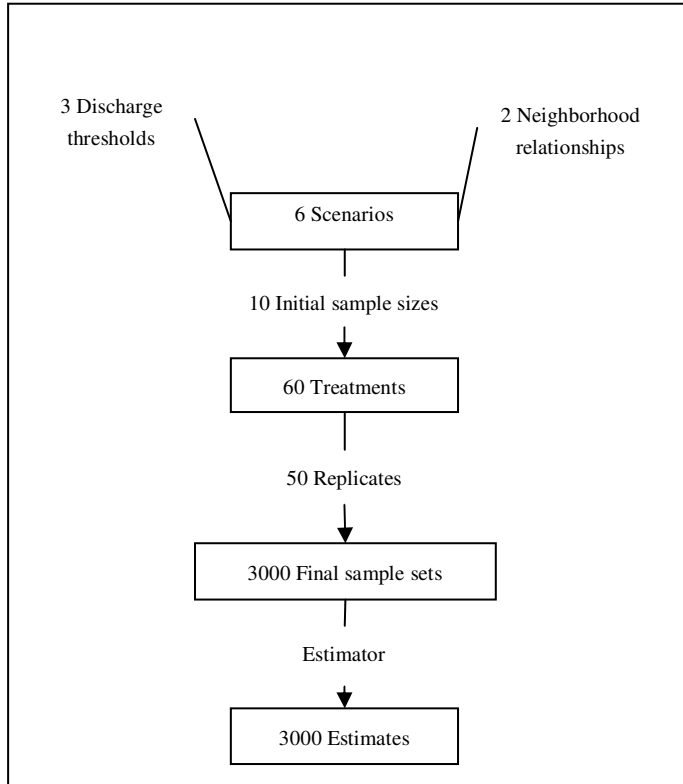 3 Discharge
thresholds
2 Neighborhood
relationships
6 Scenarios
10 Initial sample sizes
60 Treatments
50 Replicates
3000 Final sample sets
Estimator
3000 Estimates